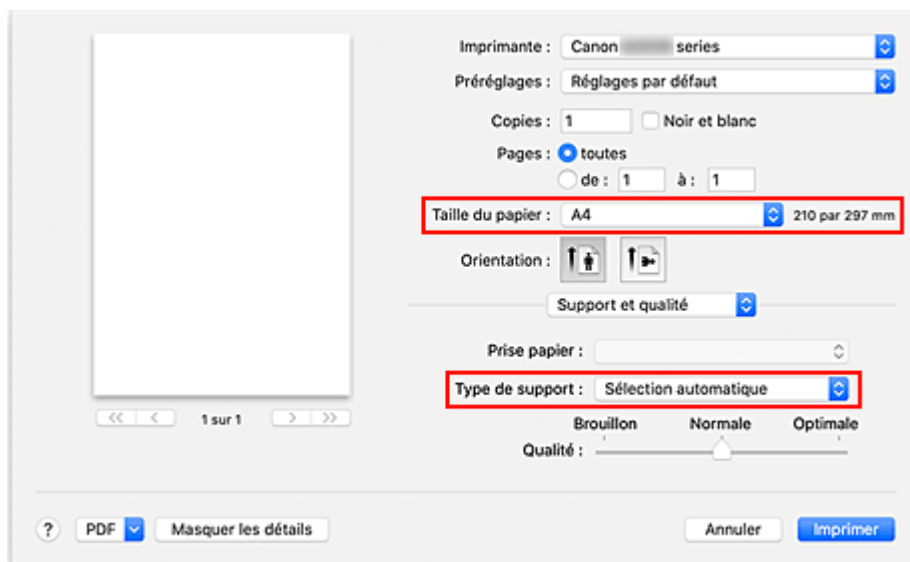 Imprimante : Canon series
Préréglages : Réglages par défaut
Copies : 1 Noir et blanc
Pages : toutes
de : 1 à : 1
Taille du papier : A4 210 par 297 mm
Orientation :
Support et qualité
Prise papier :
Type de support : Sélection automatique
Brouillon Normale Optimale
Qualité :
<< < 1 sur 1 > >>
? PDF Masquer les détails Annuler Imprimer